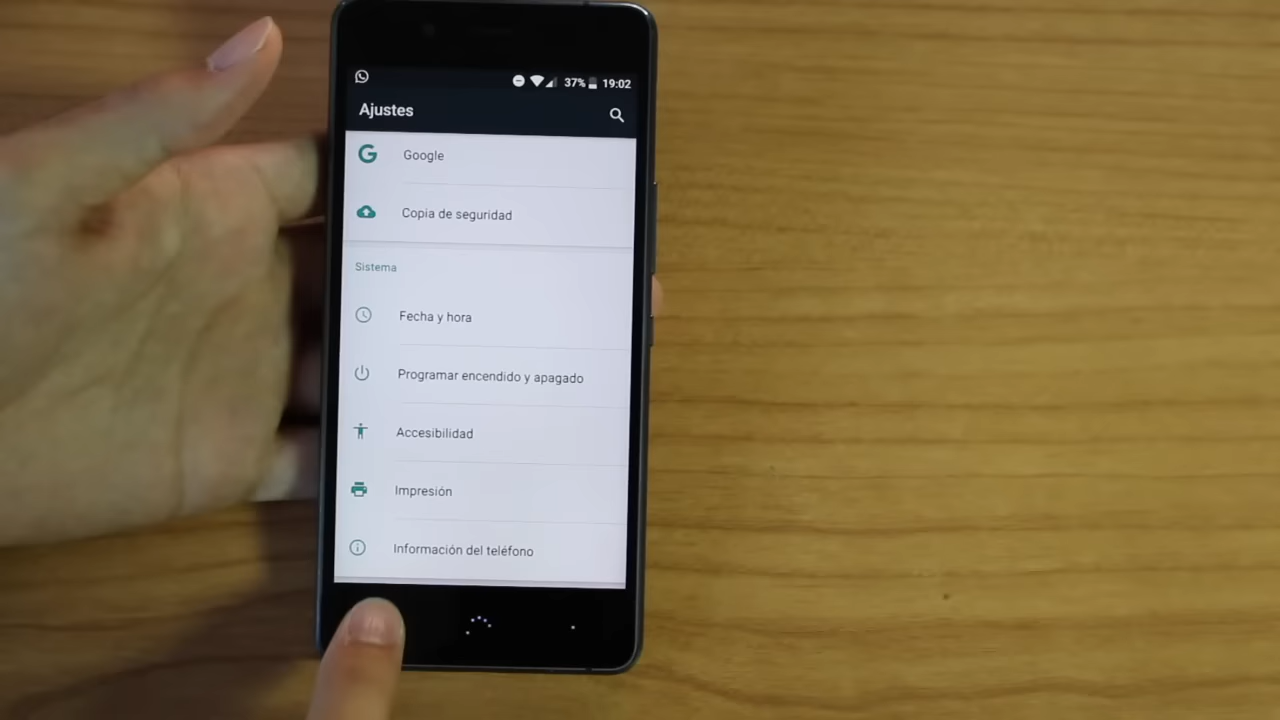 37% 19:02
Ajustes
Google
Copia de seguridad
Sistema
Fecha y hora
Programar encendido y apagado
Accesibilidad
Impresión
Información del teléfono